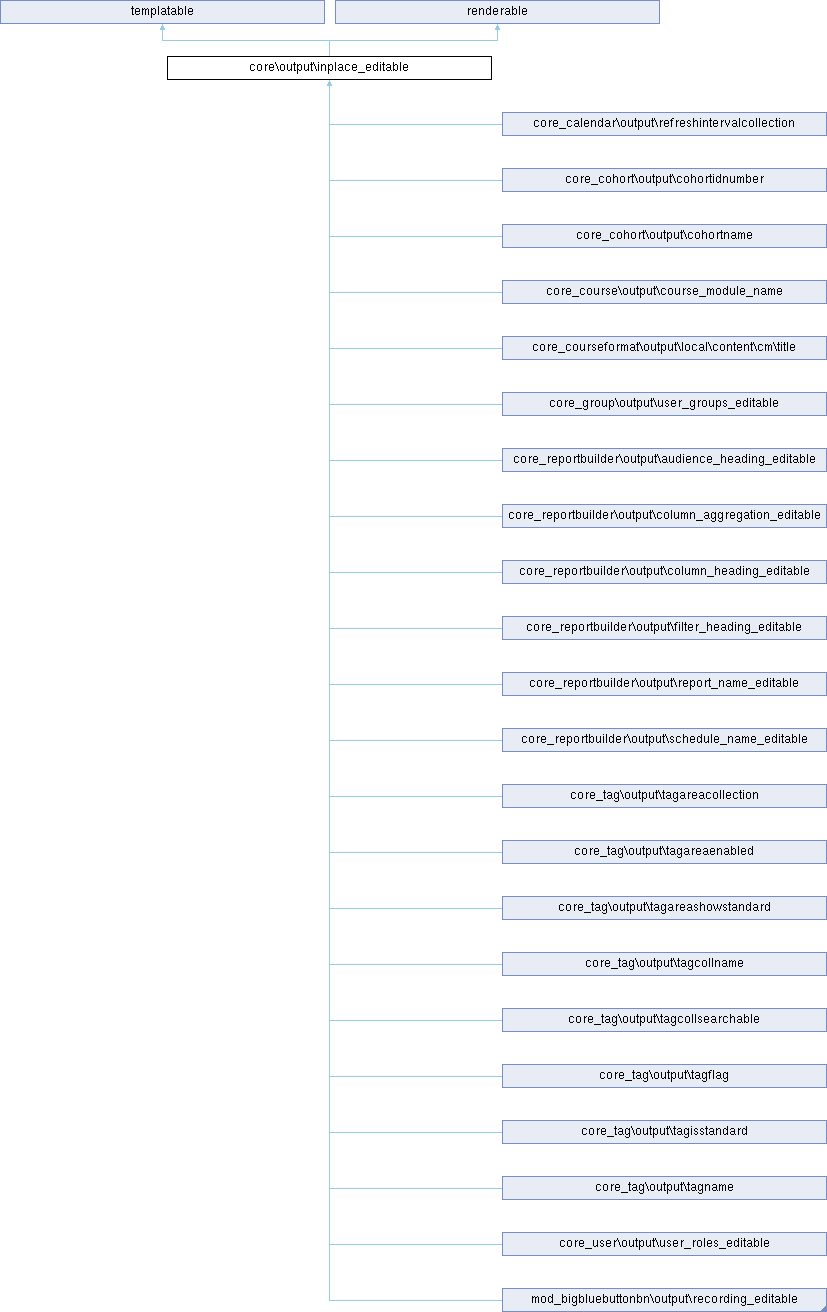 templatable
renderable
core\output\inplace_editable
core_calendar\output\refreshintervalcollection
core_cohort\output\cohortidnumber
core_cohort\output\cohortname
core_course\output\course_module_name
core_courseformat\output\local\content\cm\title
core_group\output\user_groups_editable
core_reportbuilder\output\audience_heading_editable
core_reportbuilder\output\column_aggregation_editable
core_reportbuilder\output\column_heading_editable
core_reportbuilder\output\filter_heading_editable
core_reportbuilder\output\report_name_editable
core_reportbuilder\output\schedule_name_editable
core_tag\output\tagareacollection
core_tag\output\tagareaenabled
core_tag\output\tagareashowstandard
core_tag\output\tagcollname
core_tag\output\tagcollsearchable
core_tag\output\tagflag
core_tag\output\tagisstandard
core_tag\output\tagname
core_user\output\user_roles_editable
mod_bigbluebuttonbn\output\recording_editable